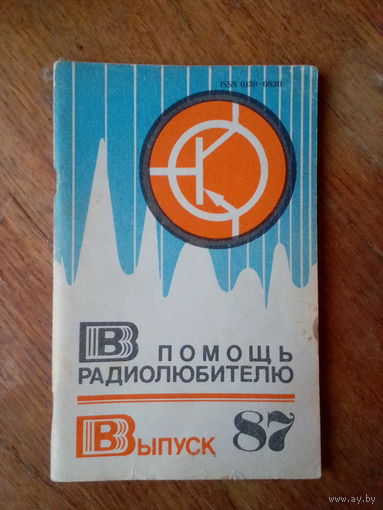 ISSN 0130-0830
В ПОМОЩЬ
РАДИОЛЮБИТЕЛЮ
Выпуск 87
www.ay.by